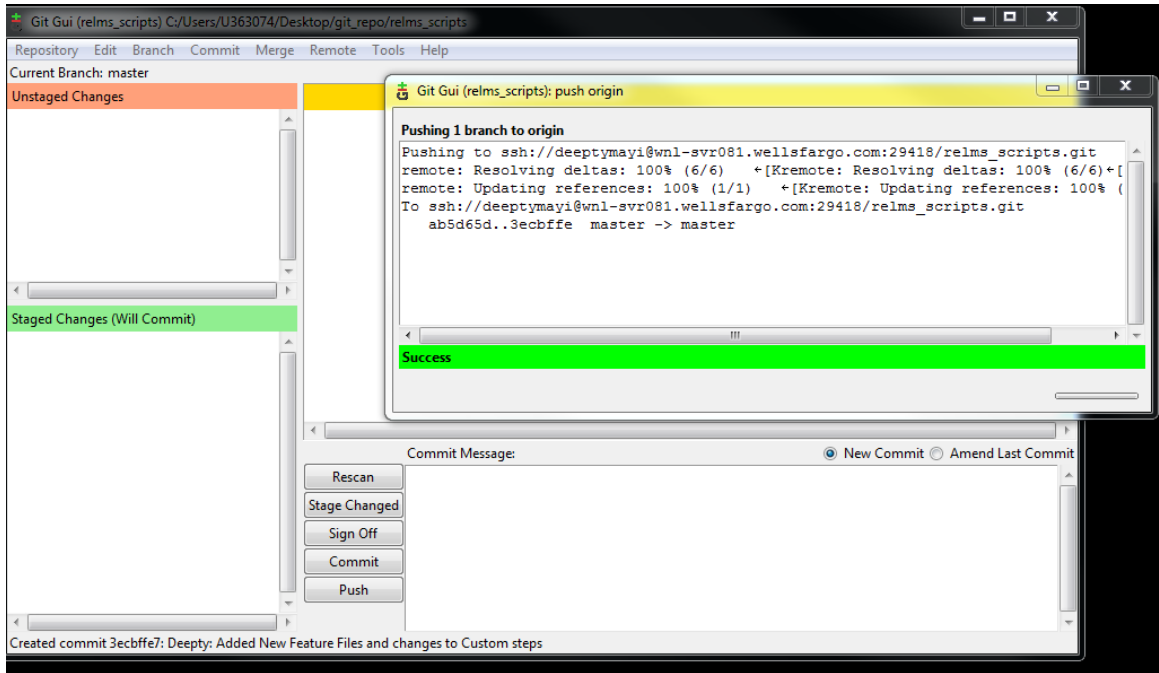 Git Gui (relms_scripts) C:/Users/U363074/Desktop/git_repo/relms_scripts
Repository Edit Branch Commit Merge Remote Tools Help
Current Branch: master
Unstaged Changes
Staged Changes (Will Commit)
Git Gui (relms_scripts): push origin
Pushing 1 branch to origin
Pushing to ssh://deeptymayi@wnl-svr081.wellsfargo.com:29418/relms_scripts.git
remote: Resolving deltas: 100% (6/6) ←[Kremote: Resolving deltas: 100% (6/6)←[
remote: Updating references: 100% (1/1) ←[Kremote: Updating references: 100% (
To ssh://deeptymayi@wnl-svr081.wellsfargo.com:29418/relms_scripts.git
ab5d65d..3ecbffe master -> master
Success
Commit Message:
New Commit
Amend Last Commit
Rescan
Stage Changed
Sign Off
Commit
Push
Created commit 3ecbffe7: Deepty: Added New Feature Files and changes to Custom steps